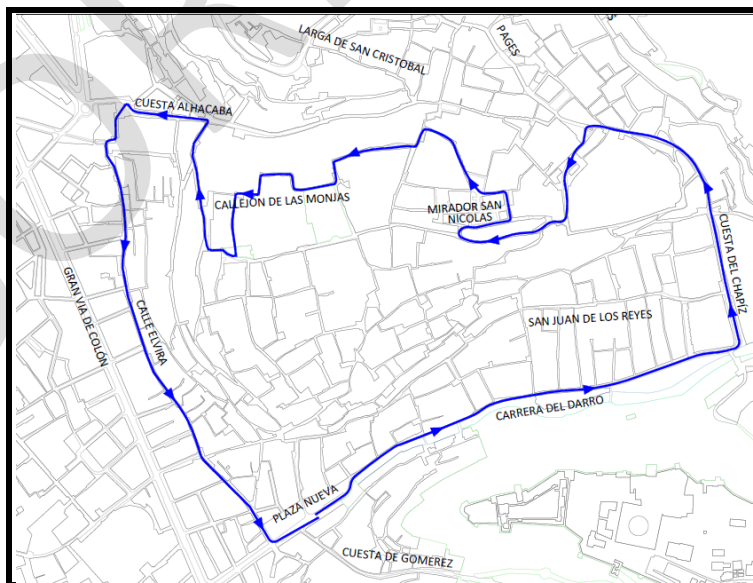 LARGA DE SAN CRISTOBAL
PAGES
CUESTA ALHACABA
CALLEJON DE LAS MONJAS
MIRADOR SAN
NICOLAS
CUESTA DEL CHAPIZ
GRAN VIA DE COLÓN
CALLE ELVIRA
SAN JUAN DE LOS REYES
CARRERA DEL DARRO
PLAZA NUEVA
CUESTA DE GOMEREZ